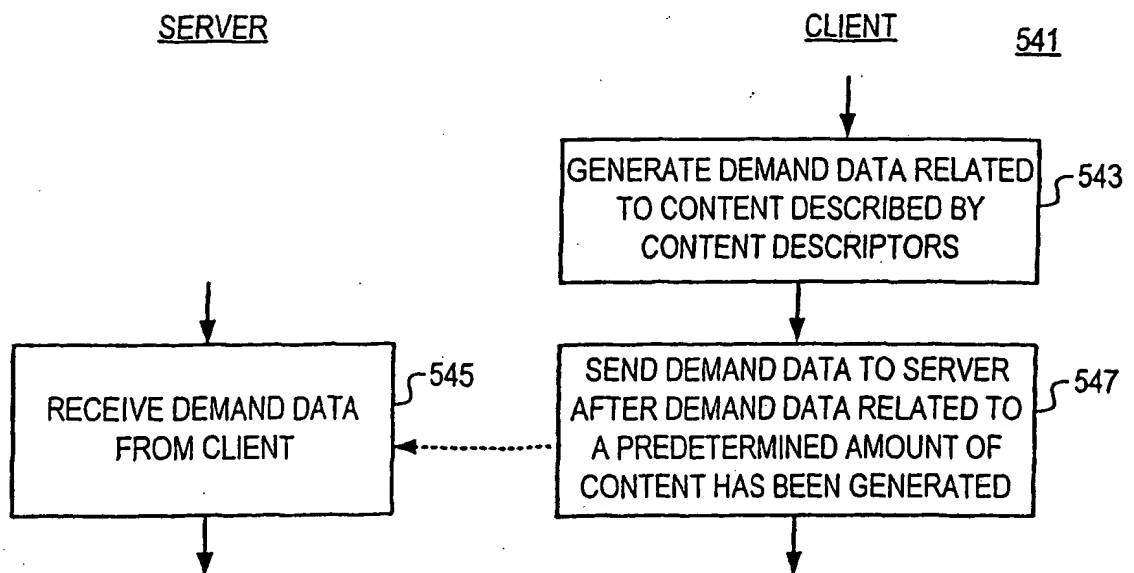 SERVER
CLIENT
541
GENERATE DEMAND DATA RELATED
TO CONTENT DESCRIBED BY
CONTENT DESCRIPTORS
543
RECEIVE DEMAND DATA
FROM CLIENT
545
SEND DEMAND DATA TO SERVER
AFTER DEMAND DATA RELATED TO
A PREDETERMINED AMOUNT OF
CONTENT HAS BEEN GENERATED
547